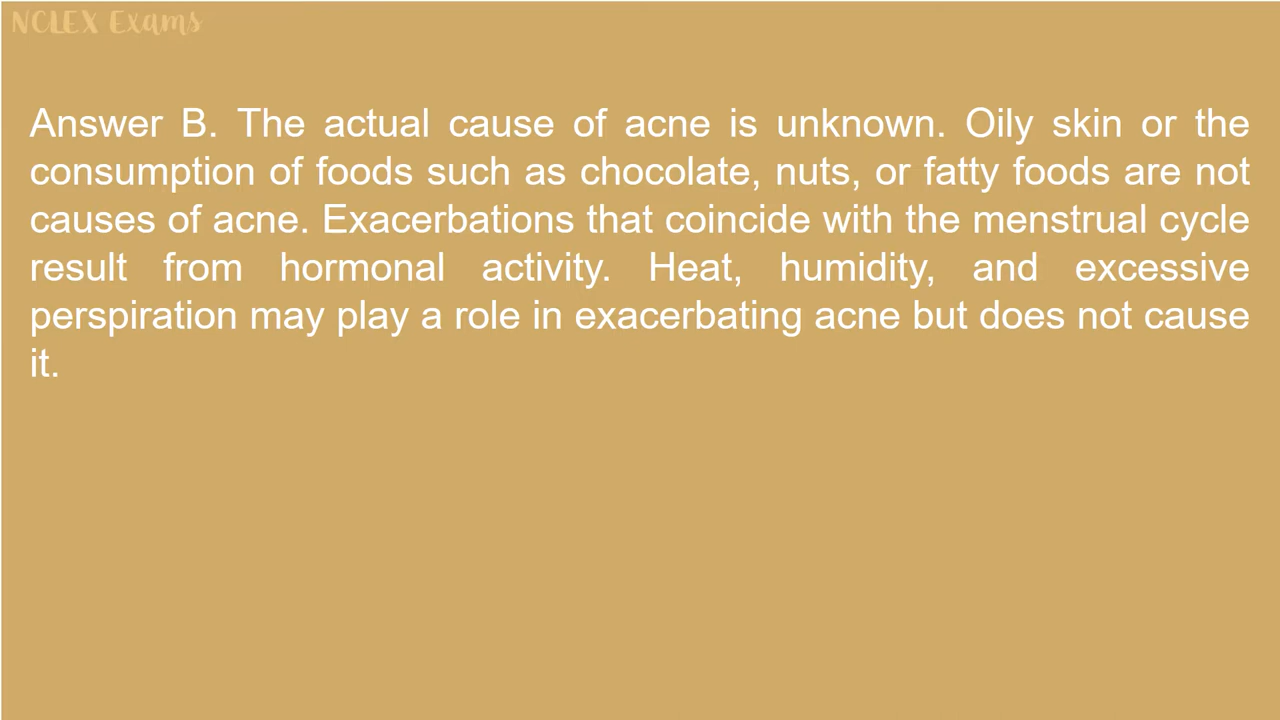 NCLEX Exams
Answer B. The actual cause of acne is unknown. Oily skin or the
consumption of foods such as chocolate, nuts, or fatty foods are not
causes of acne. Exacerbations that coincide with the menstrual cycle
result from hormonal activity. Heat, humidity, and excessive
perspiration may play a role in exacerbating acne but does not cause
it.